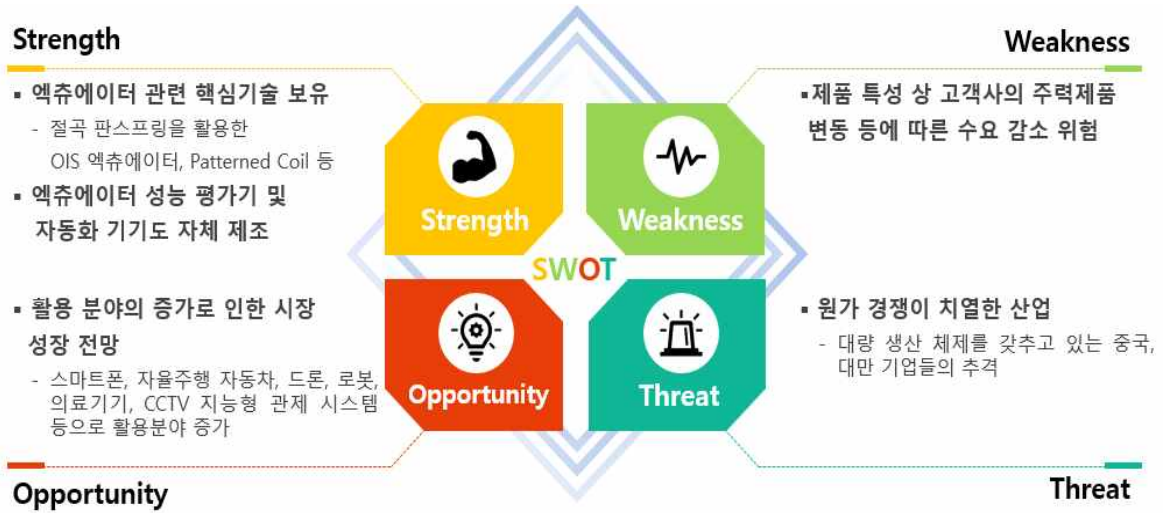 Strength
▪ 엑츄에이터 관련 핵심기술 보유
- 절곡 판스프링을 활용한
OIS 엑츄에이터, Patterned Coil 등
▪ 엑츄에이터 성능 평가기 및
자동화 기기도 자체 제조
Weakness
▪제품 특성 상 고객사의 주력제품
변동 등에 따른 수요 감소 위험
Strength
Weakness
SWOT
Opportunity
Threat
▪ 활용 분야의 증가로 인한 시장
성장 전망
- 스마트폰, 자율주행 자동차, 드론, 로봇,
의료기기, CCTV 지능형 관제 시스템
등으로 활용분야 증가
Opportunity
▪ 원가 경쟁이 치열한 산업
- 대량 생산 체제를 갖추고 있는 중국,
대만 기업들의 추격
Threat